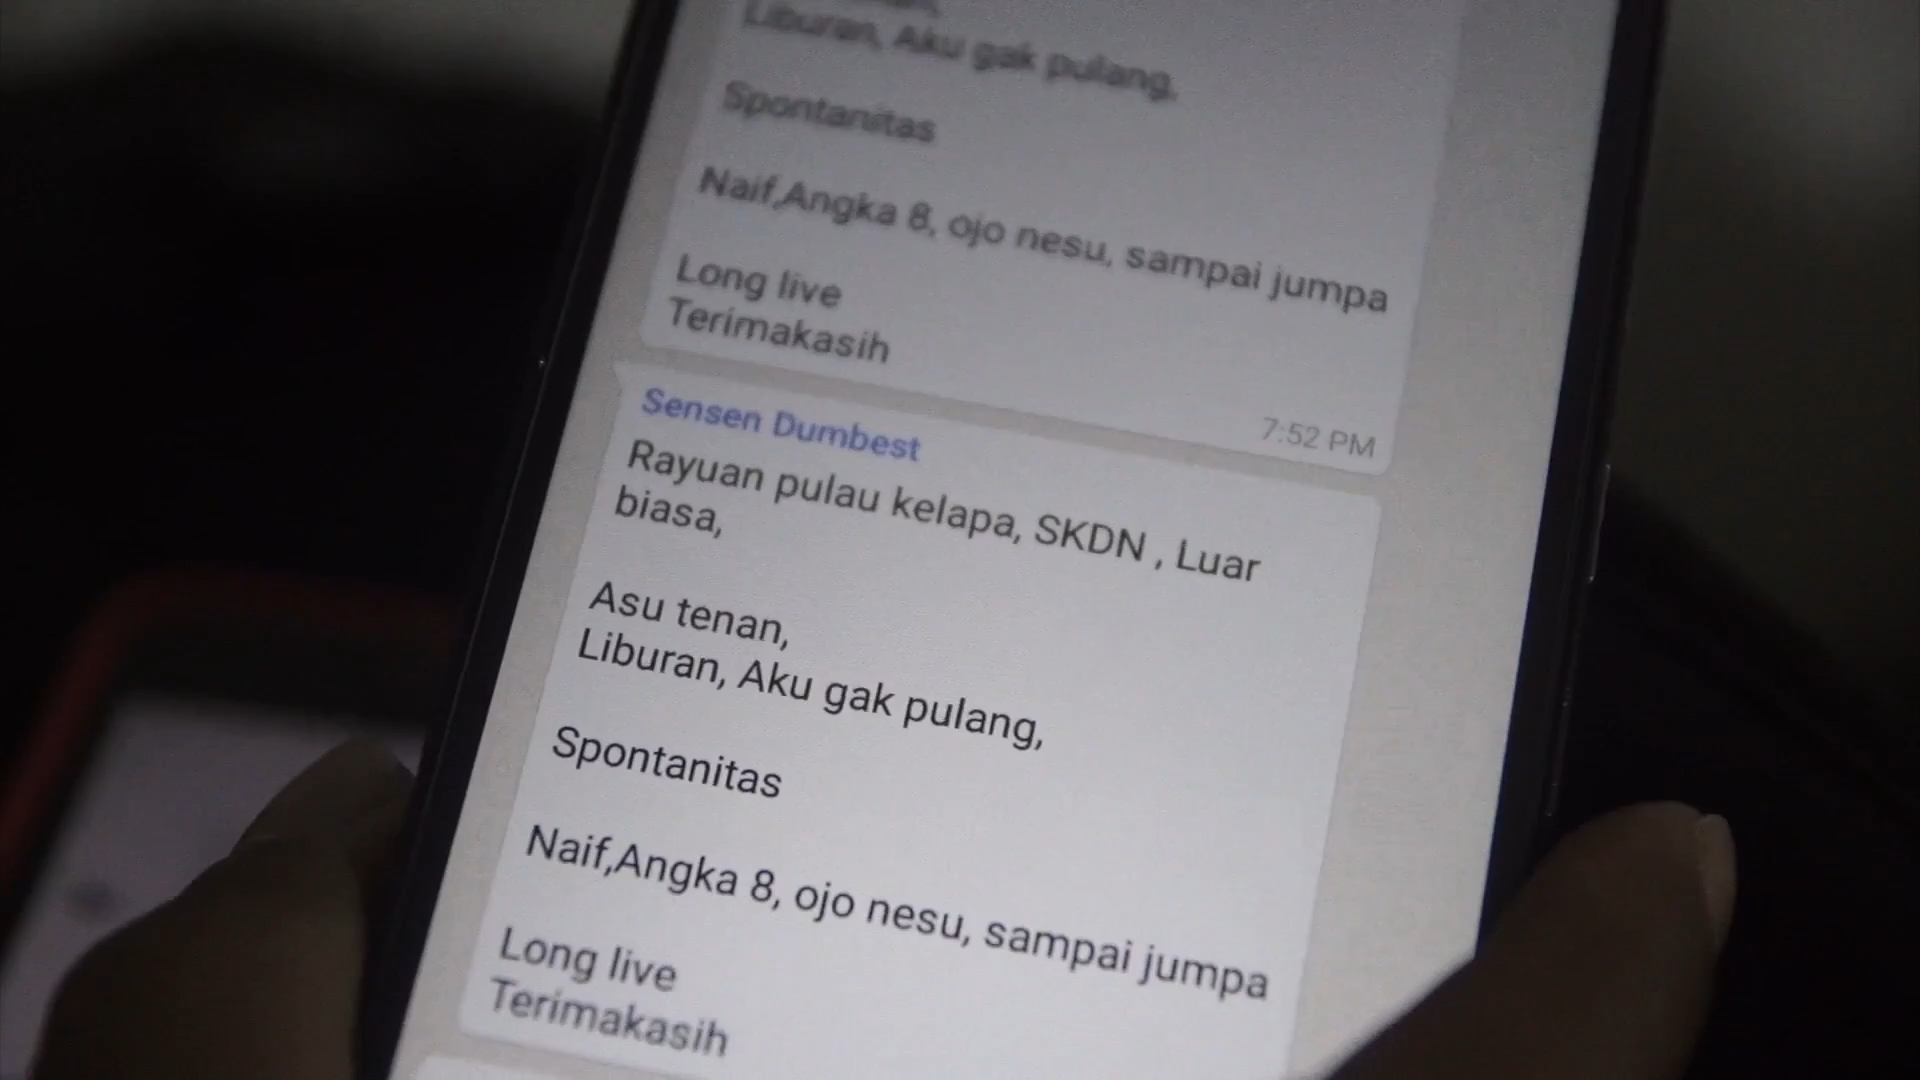 Liburan, Aku gak pulang,
Spontanitas
Naif,Angka 8, ojo nesu, sampai jumpa
Long live
Terimakasih
7:52 PM
Sensen Dumbest
Rayuan pulau kelapa, SKDN , Luar
biasa,
Asu tenan,
Liburan, Aku gak pulang,
Spontanitas
Naif,Angka 8, ojo nesu, sampai jumpa
Long live
Terimakasih